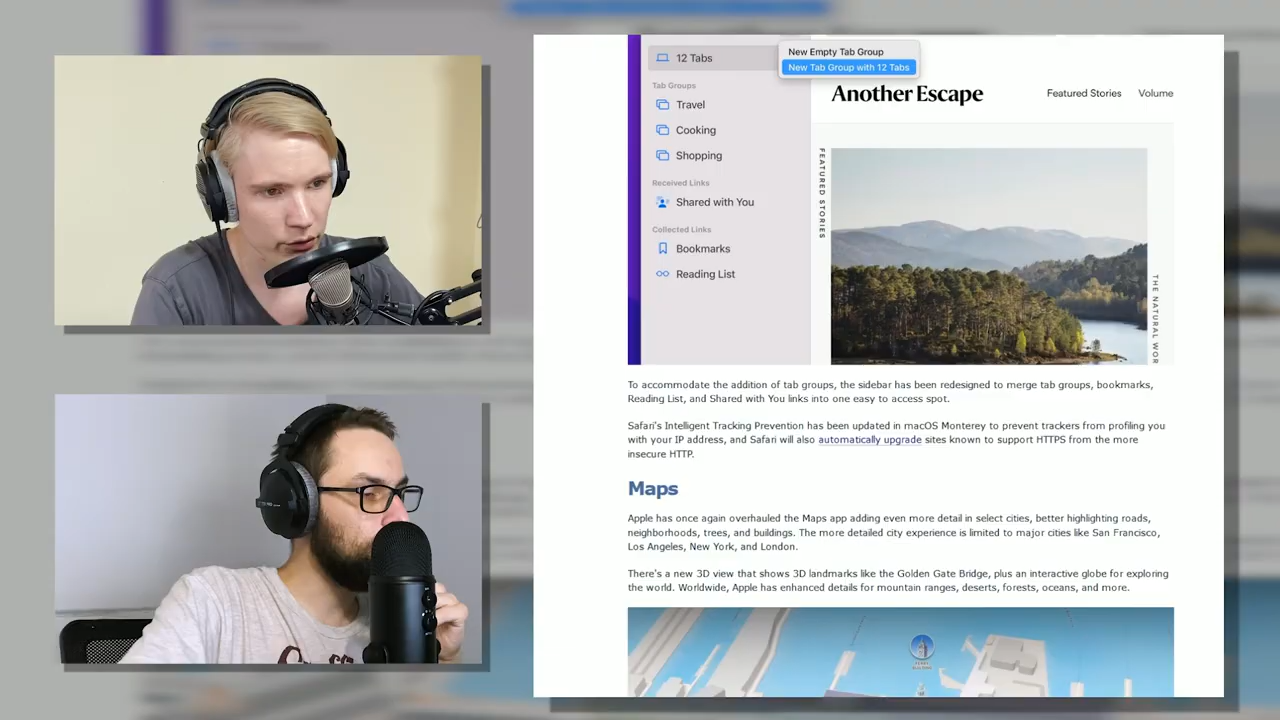 12 Tabs
New Empty Tab Group
New Tab Group with 12 Tabs
Tab Groups
Travel
Cooking
Shopping
Received Links
Shared with You
Collected Links
Bookmarks
Reading List
Another Escape
Featured Stories
Volume
FEATURED STORIES
THE NATURAL WOR
To accommodate the addition of tab groups, the sidebar has been redesigned to merge tab groups, bookmarks,
Reading List, and Shared with You links into one easy to access spot.
Safari's Intelligent Tracking Prevention has been updated in macOS Monterey to prevent trackers from profiling you
with your IP address, and Safari will also automatically upgrade sites known to support HTTPS from the more
insecure HTTP.
Maps
Apple has once again overhauled the Maps app adding even more detail in select cities, better highlighting roads,
neighborhoods, trees, and buildings. The more detailed city experience is limited to major cities like San Francisco,
Los Angeles, New York, and London.
There's a new 3D view that shows 3D landmarks like the Golden Gate Bridge, plus an interactive globe for exploring
the world. Worldwide, Apple has enhanced details for mountain ranges, deserts, forests, oceans, and more.
FERRY
BUILDING